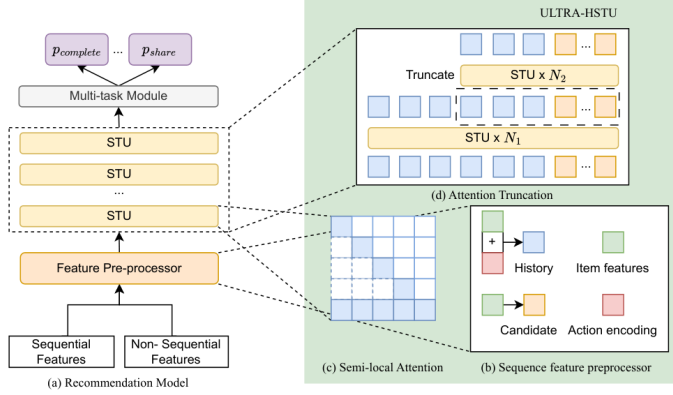 ULTRA-HSTU
p_complete ... p_share
Multi-task Module
STU
STU
...
STU
Feature Pre-processor
Sequential
Features
Non- Sequential
Features
(a) Recommendation Model
...
Truncate
STU x N_2
...
STU x N_1
...
(d) Attention Truncation
(c) Semi-local Attention
+
History
Item features
Candidate
Action encoding
(b) Sequence feature preprocessor